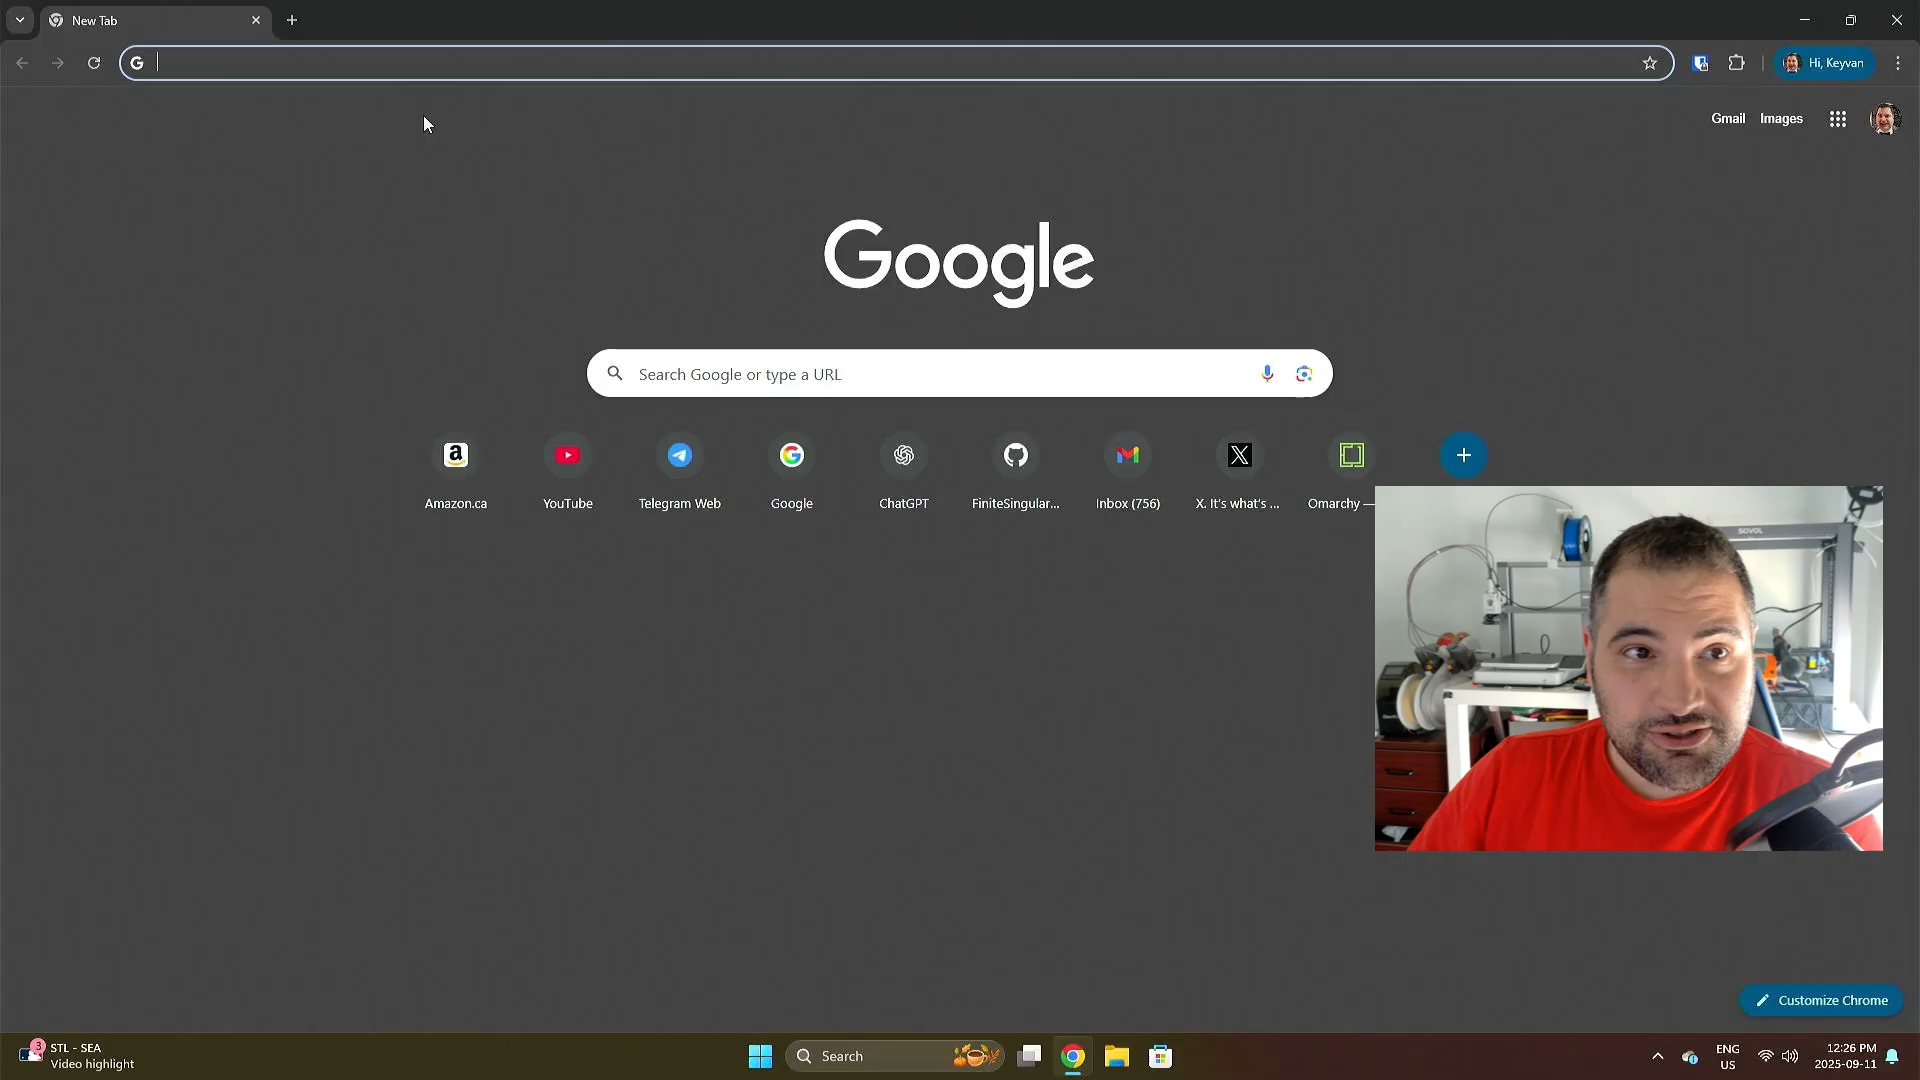 New Tab
Hi, Keyvan
Gmail Images
Google
Search Google or type a URL
Amazon.ca YouTube Telegram Web Google ChatGPT FiniteSingular... Inbox (756) X. It's what's ... Omarchy —
SOVOL
Customize Chrome
3
STL - SEA
Video highlight
Search
ENG
US
12:26 PM
2025-09-11